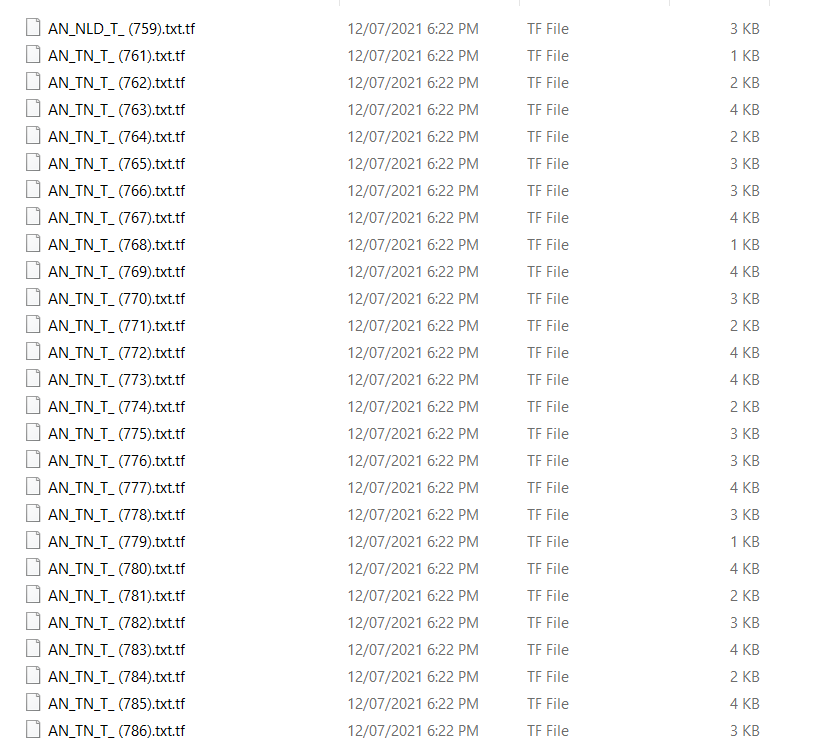 AN_NLD_T_ (759).txt.tf 12/07/2021 6:22 PM TF File 3 KB
AN_TN_T_ (761).txt.tf 12/07/2021 6:22 PM TF File 1 KB
AN_TN_T_ (762).txt.tf 12/07/2021 6:22 PM TF File 2 KB
AN_TN_T_ (763).txt.tf 12/07/2021 6:22 PM TF File 4 KB
AN_TN_T_ (764).txt.tf 12/07/2021 6:22 PM TF File 2 KB
AN_TN_T_ (765).txt.tf 12/07/2021 6:22 PM TF File 3 KB
AN_TN_T_ (766).txt.tf 12/07/2021 6:22 PM TF File 3 KB
AN_TN_T_ (767).txt.tf 12/07/2021 6:22 PM TF File 4 KB
AN_TN_T_ (768).txt.tf 12/07/2021 6:22 PM TF File 1 KB
AN_TN_T_ (769).txt.tf 12/07/2021 6:22 PM TF File 4 KB
AN_TN_T_ (770).txt.tf 12/07/2021 6:22 PM TF File 3 KB
AN_TN_T_ (771).txt.tf 12/07/2021 6:22 PM TF File 2 KB
AN_TN_T_ (772).txt.tf 12/07/2021 6:22 PM TF File 4 KB
AN_TN_T_ (773).txt.tf 12/07/2021 6:22 PM TF File 4 KB
AN_TN_T_ (774).txt.tf 12/07/2021 6:22 PM TF File 2 KB
AN_TN_T_ (775).txt.tf 12/07/2021 6:22 PM TF File 3 KB
AN_TN_T_ (776).txt.tf 12/07/2021 6:22 PM TF File 3 KB
AN_TN_T_ (777).txt.tf 12/07/2021 6:22 PM TF File 4 KB
AN_TN_T_ (778).txt.tf 12/07/2021 6:22 PM TF File 3 KB
AN_TN_T_ (779).txt.tf 12/07/2021 6:22 PM TF File 1 KB
AN_TN_T_ (780).txt.tf 12/07/2021 6:22 PM TF File 4 KB
AN_TN_T_ (781).txt.tf 12/07/2021 6:22 PM TF File 2 KB
AN_TN_T_ (782).txt.tf 12/07/2021 6:22 PM TF File 3 KB
AN_TN_T_ (783).txt.tf 12/07/2021 6:22 PM TF File 4 KB
AN_TN_T_ (784).txt.tf 12/07/2021 6:22 PM TF File 2 KB
AN_TN_T_ (785).txt.tf 12/07/2021 6:22 PM TF File 4 KB
AN_TN_T_ (786).txt.tf 12/07/2021 6:22 PM TF File 3 KB